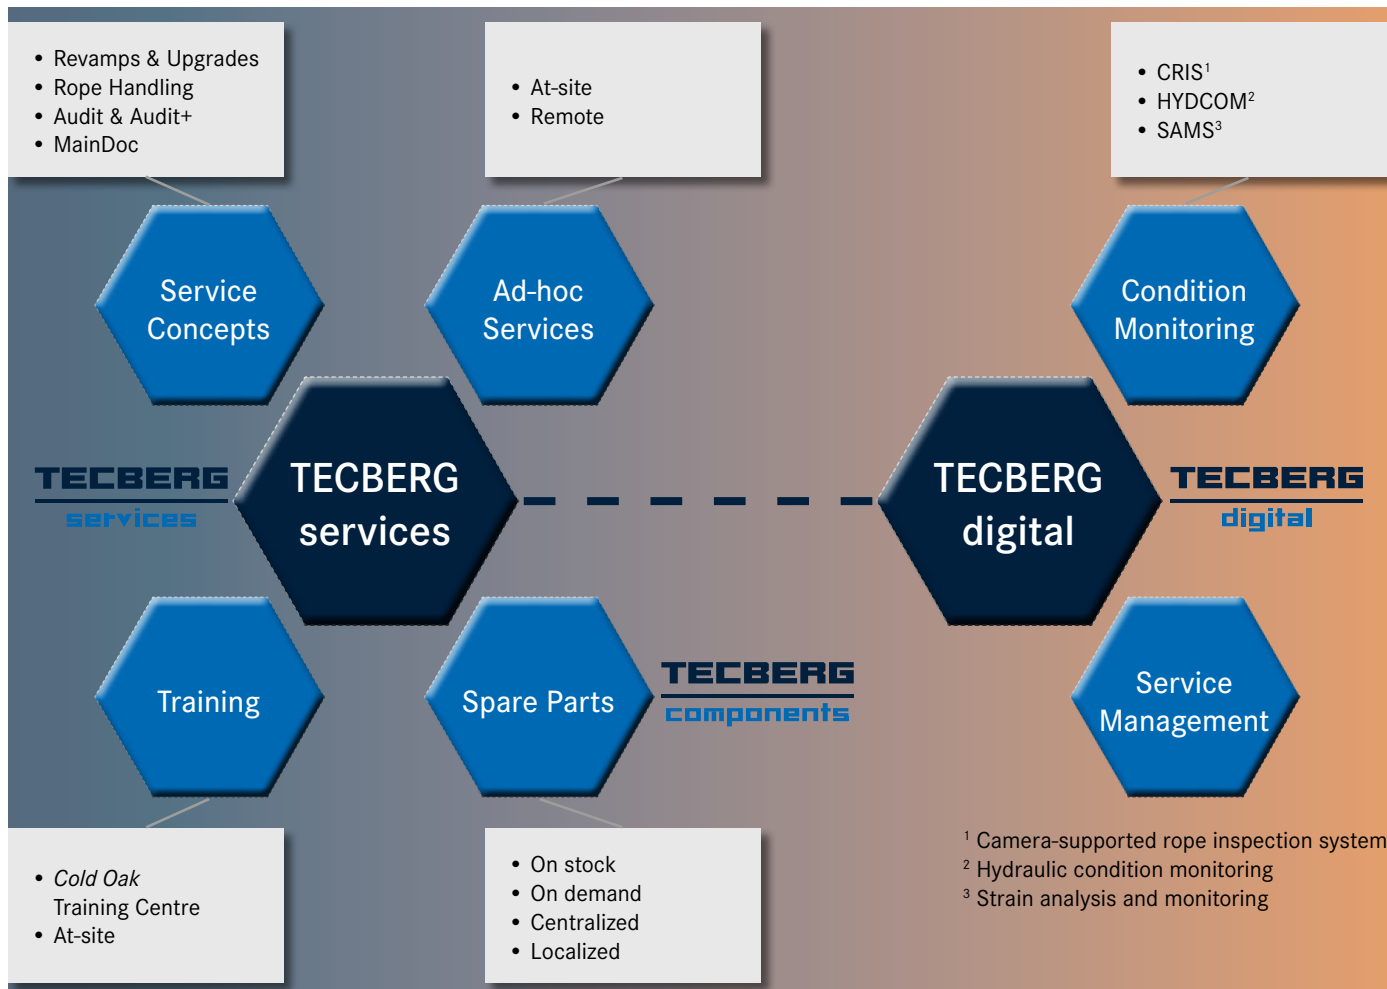 • Revamps & Upgrades
• Rope Handling
• Audit & Audit+
• MainDoc
• At-site
• Remote
• CRIS¹
• HYDCOM²
• SAMS³
Service
Concepts
Ad-hoc
Services
Condition
Monitoring
TECBERG
services
TECBERG
services
TECBERG
digital
TECBERG
digital
Training
Spare Parts
TECBERG
components
Service
Management
• Cold Oak
Training Centre
• At-site
• On stock
• On demand
• Centralized
• Localized
¹ Camera-supported rope inspection system
² Hydraulic condition monitoring
³ Strain analysis and monitoring